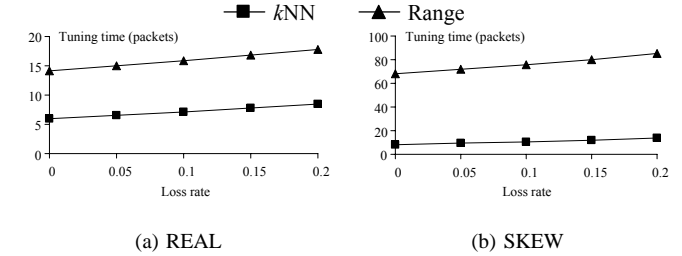 kNN Range
Tuning time (packets)
20
15
10
5
0
0 0.05 0.1 0.15 0.2
Loss rate
(a) REAL
Tuning time (packets)
100
80
60
40
20
0
0 0.05 0.1 0.15 0.2
Loss rate
(b) SKEW